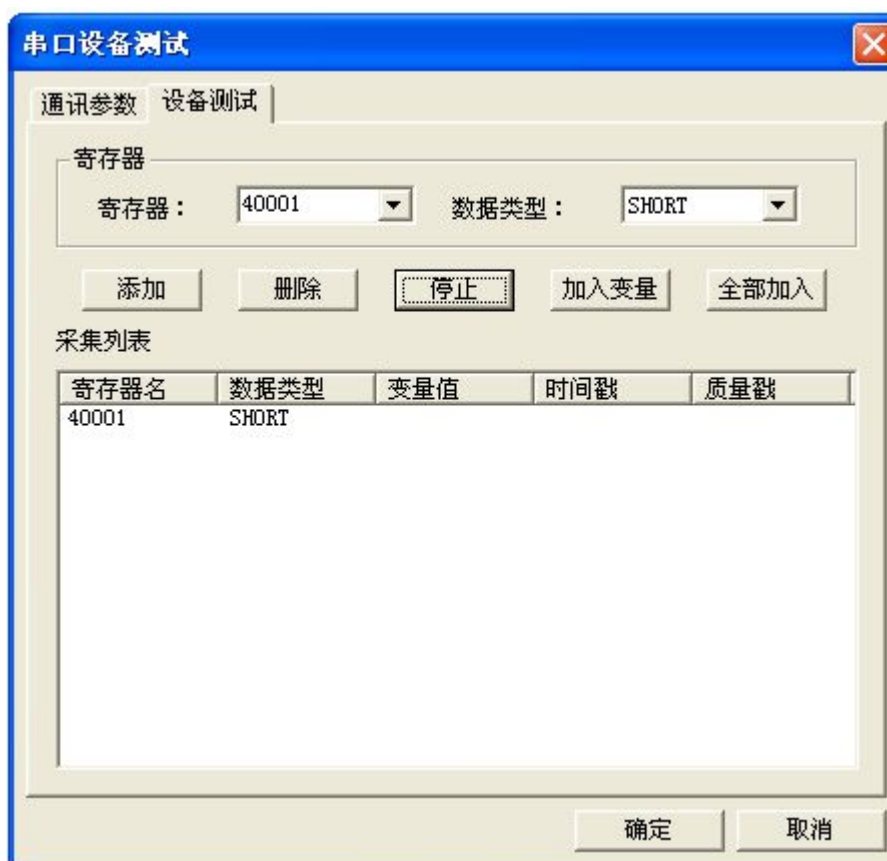 串口设备测试
通讯参数 设备测试
寄存器
寄存器： 40001 数据类型： SHORT
添加 删除 停止 加入变量 全部加入
采集列表
寄存器名 数据类型 变量值 时间戳 质量戳
40001 SHORT
确定 取消